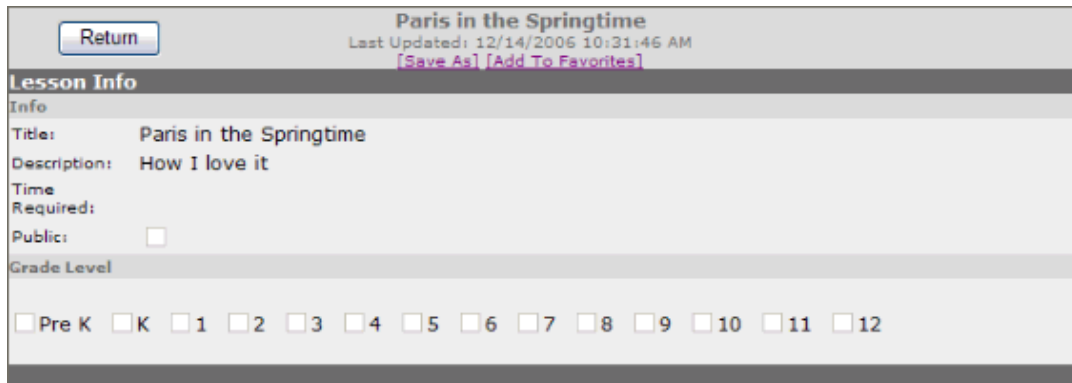 Return
Paris in the Springtime
Last Updated: 12/14/2006 10:31:46 AM
[Save As] [Add To Favorites]
Lesson Info
Info
Title: Paris in the Springtime
Description: How I love it
Time
Required:
Public:
Grade Level
Pre K K 1 2 3 4 5 6 7 8 9 10 11 12